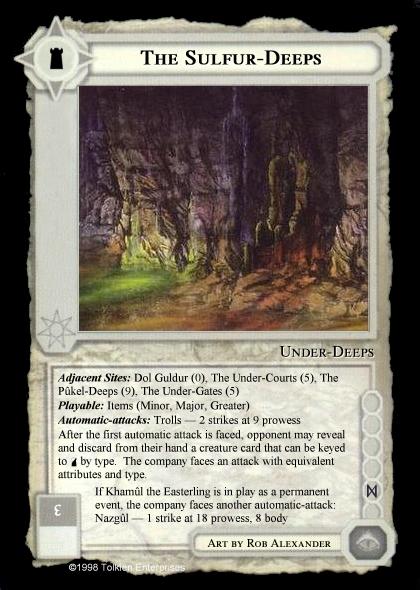 THE SULFUR-DEEPS
UNDER-DEEPS
Adjacent Sites: Dol Guldur (0), The Under-Courts (5), The
Pûkel-Deeps (9), The Under-Gates (5)
Playable: Items (Minor, Major, Greater)
Automatic-attacks: Trolls — 2 strikes at 9 prowess
After the first automatic attack is faced, opponent may reveal
and discard from their hand a creature card that can be keyed
to by type. The company faces an attack with equivalent
attributes and type.
If Khamûl the Easterling is in play as a permanent
event, the company faces another automatic-attack:
Nazgûl — 1 strike at 18 prowess, 8 body
ART BY ROB ALEXANDER
©1998 Tolkien Enterprises